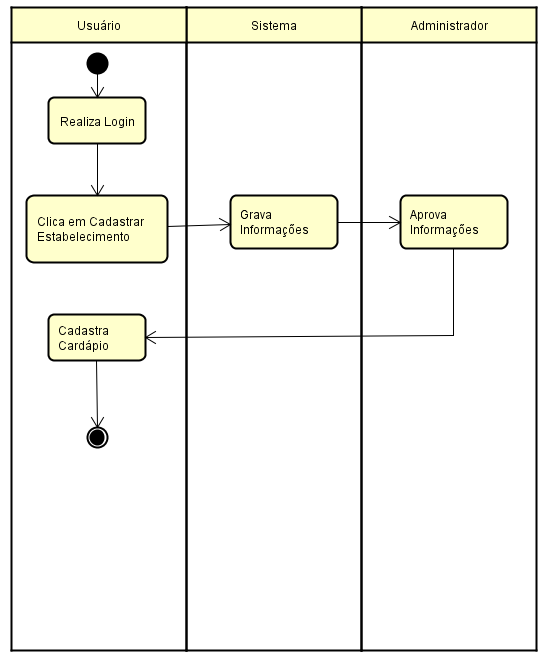 Usuário
Sistema
Administrador
Realiza Login
Clica em Cadastrar
Estabelecimento
Grava
Informações
Aprova
Informações
Cadastra
Cardápio